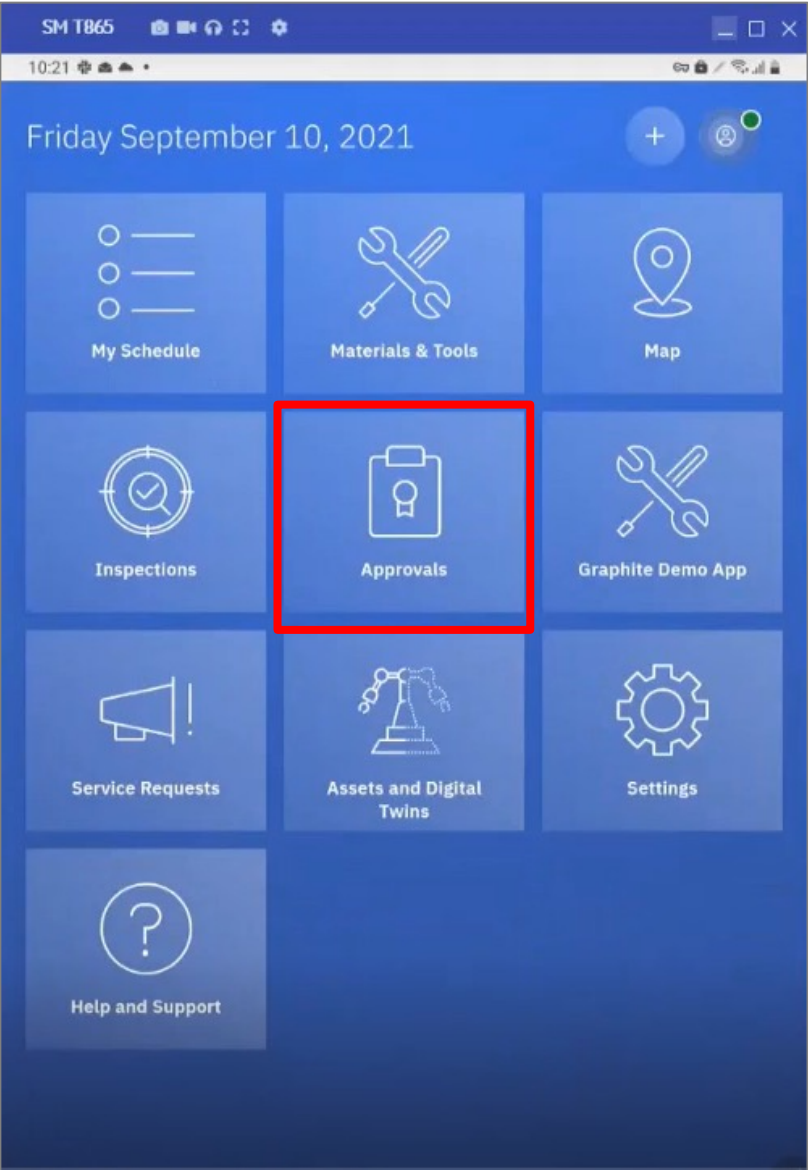 SM T865
10:21
Friday September 10, 2021
My Schedule
Materials & Tools
Map
Inspections
Approvals
Graphite Demo App
Service Requests
Assets and Digital
Twins
Settings
Help and Support